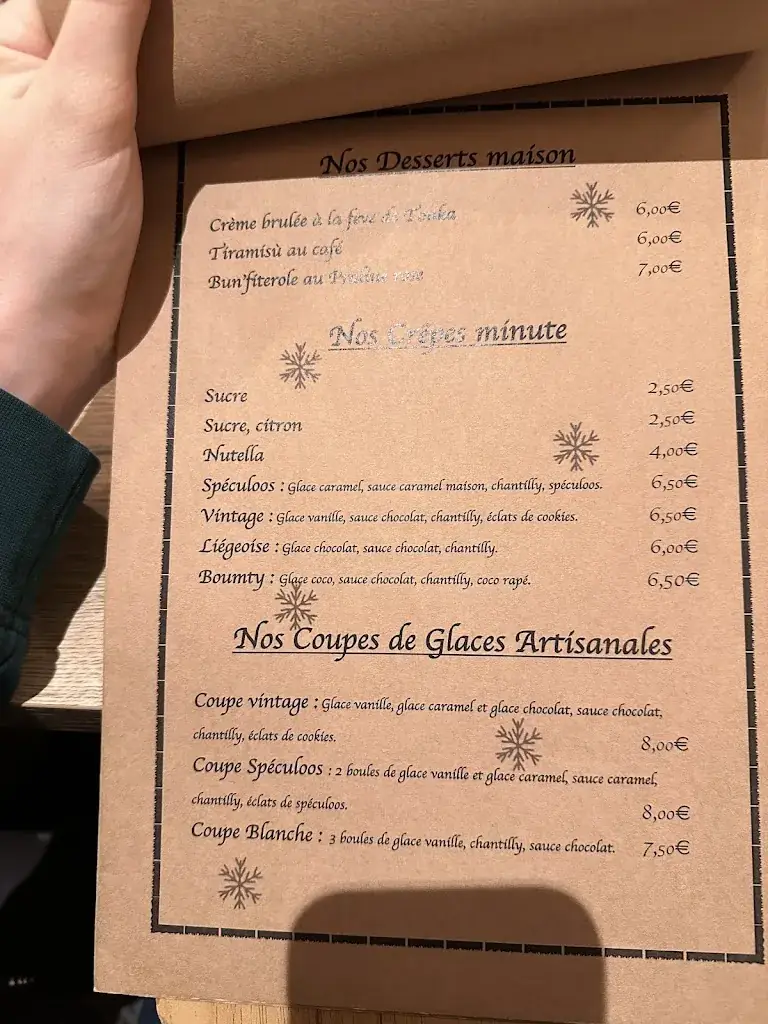 Nos Desserts maison
Crème brulée à la fève de Tonka 6,00€
Tiramisù au café 6,00€
Bun'fiterole au Praline rose 7,00€
Nos Crêpes minute
Sucre 2,50€
Sucre, citron 2,50€
Nutella 4,00€
Spéculoos : Glace caramel, sauce caramel maison, chantilly, spéculoos. 6,50€
Vintage : Glace vanille, sauce chocolat, chantilly, éclats de cookies. 6,50€
Liégeoise : Glace chocolat, sauce chocolat, chantilly. 6,00€
Boumty : Glace coco, sauce chocolat, chantilly, coco rapé. 6,50€
Nos Coupes de Glaces Artisanales
Coupe vintage : Glace vanille, glace caramel et glace chocolat, sauce chocolat,
chantilly, éclats de cookies. 8,00€
Coupe Spéculoos : 2 boules de glace vanille et glace caramel, sauce caramel,
chantilly, éclats de spéculoos. 8,00€
Coupe Blanche : 3 boules de glace vanille, chantilly, sauce chocolat. 7,50€